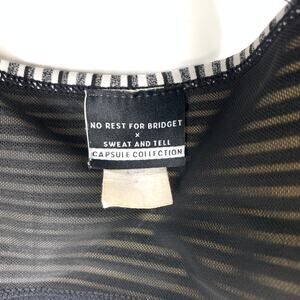 NO REST FOR BRIDGET
×
SWEAT AND TELL
CAPSULE COLLECTION